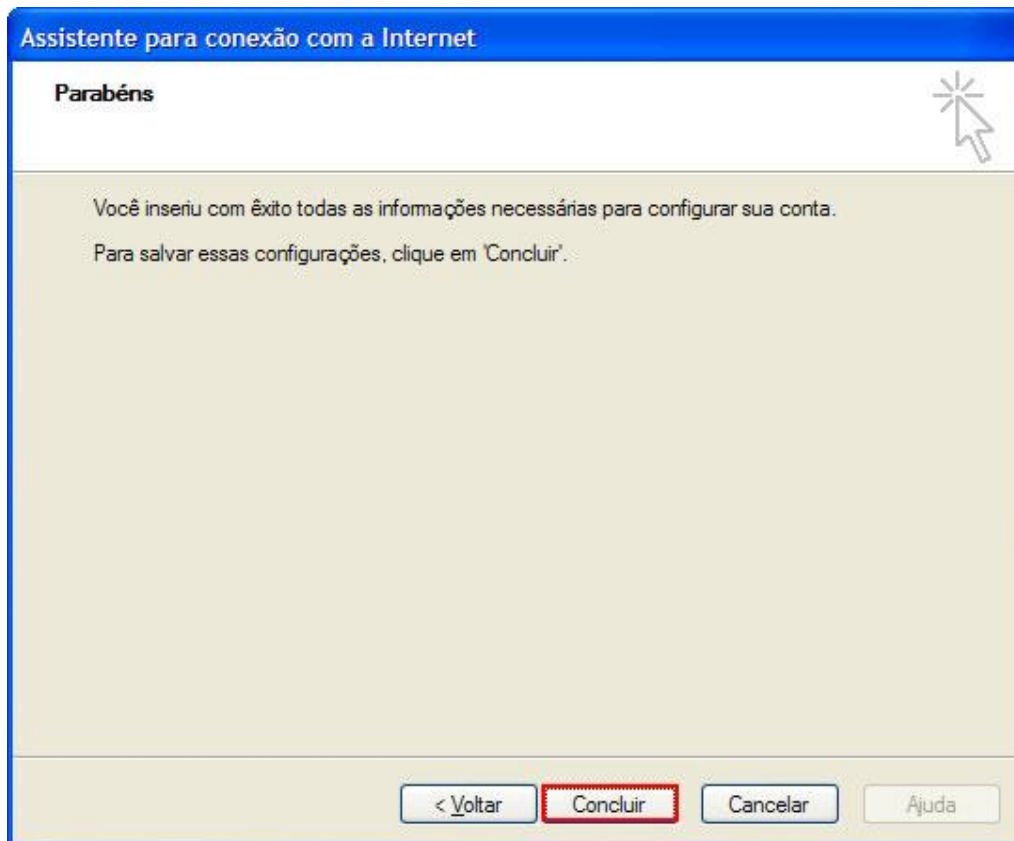 Assistente para conexão com a Internet
Parabéns
Você inseriu com êxito todas as informações necessárias para configurar sua conta.
Para salvar essas configurações, clique em 'Concluir'.
< Voltar
Concluir
Cancelar
Ajuda